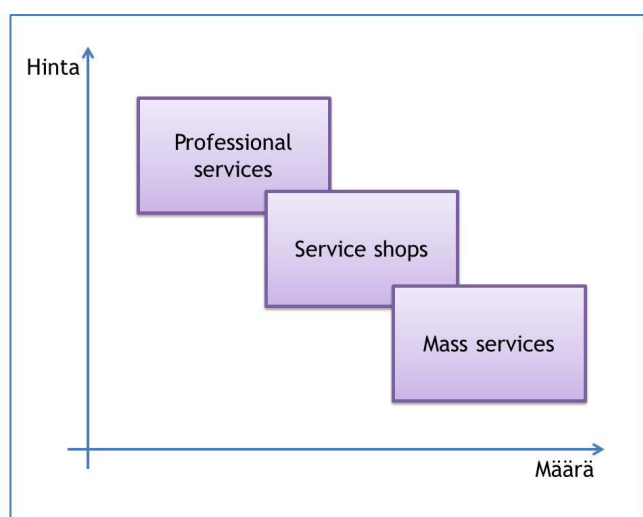 Hinta
Professional
services
Service shops
Mass services
Määrä